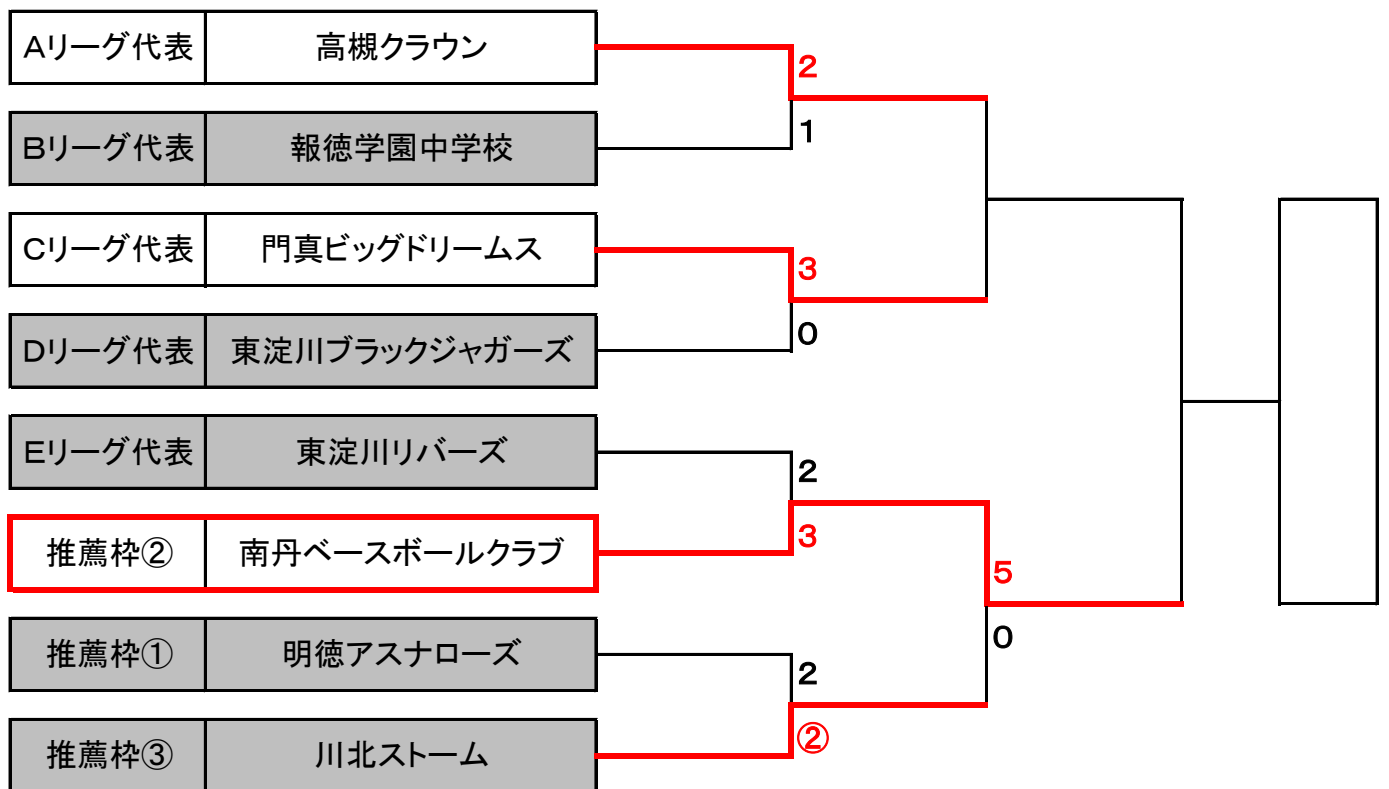 Aリーグ代表 高槻クラウン
2
1
Bリーグ代表 報徳学園中学校
Cリーグ代表 門真ビッグドリームス
3
0
Dリーグ代表 東淀川ブラックジャガーズ
Eリーグ代表 東淀川リバーズ
2
3
推薦枠② 南丹ベースボールクラブ
5
0
推薦枠① 明徳アスナローズ
2
②
推薦枠③ 川北ストーム